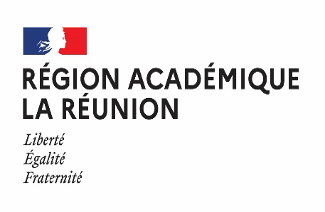 RÉGION ACADÉMIQUE
LA RÉUNION
Liberté
Égalité
Fraternité